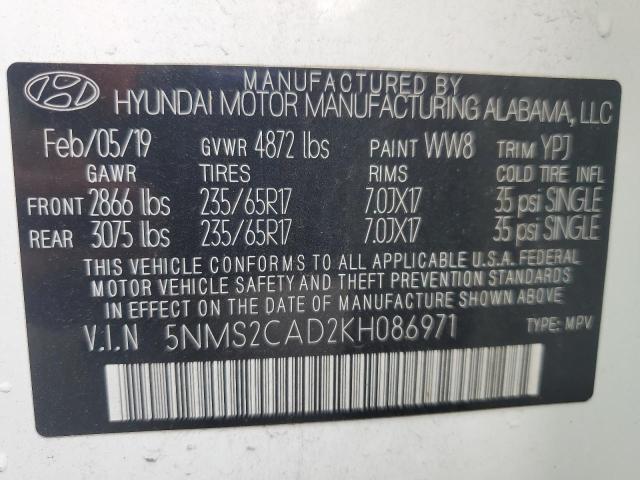 MANUFACTURED BY
HYUNDAI MOTOR MANUFACTURING ALABAMA, LLC
Feb/05/19 GVWR 4872 lbs PAINT WW8 TRIM YPJ
GAWR TIRES RIMS COLD TIRE INFL
FRONT 2866 lbs 235/65R17 7.0JX17 35 psi SINGLE
REAR 3075 lbs 235/65R17 7.0JX17 35 psi SINGLE
THIS VEHICLE CONFORMS TO ALL APPLICABLE U.S.A. FEDERAL
MOTOR VEHICLE SAFETY AND THEFT PREVENTION STANDARDS
IN EFFECT ON THE DATE OF MANUFACTURE SHOWN ABOVE.
V.I.N 5NMS2CAD2KH086971 TYPE: MPV